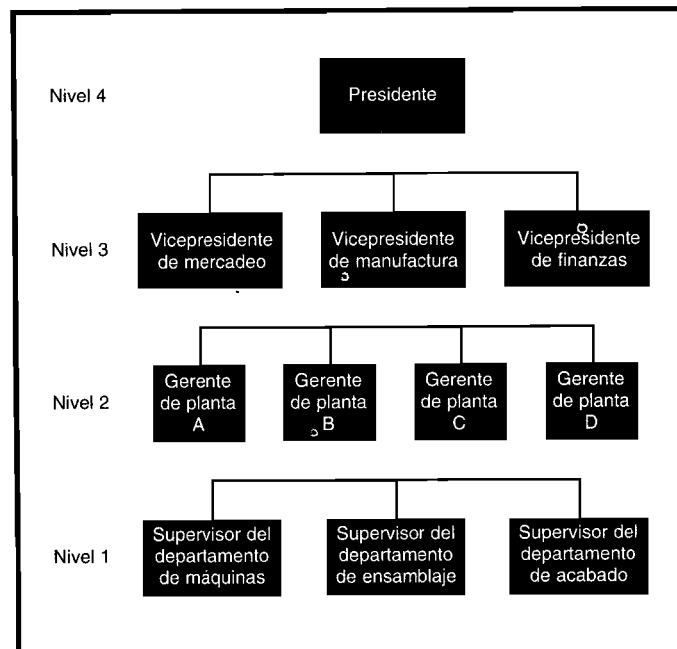 Nivel 4
Presidente
Nivel 3
Vicepresidente
de mercadeo
Vicepresidente
de manufactura
Vicepresidente
de finanzas
Nivel 2
Gerente
de planta
A
Gerente
de planta
B
Gerente
de planta
C
Gerente
de planta
D
Nivel 1
Supervisor del
departamento
de máquinas
Supervisor del
departamento
de ensamblaje
Supervisor del
departamento
de acabado